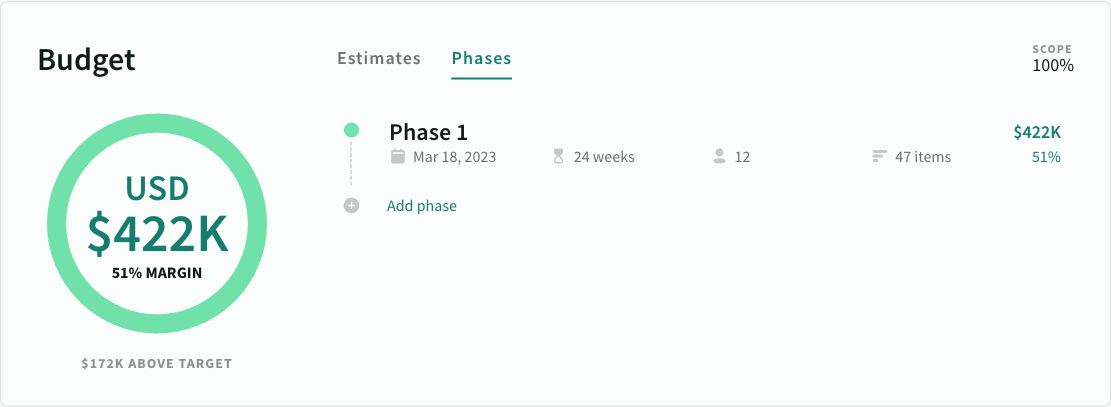 Budget
Estimates Phases
SCOPE
100%
USD
$422K
51% MARGIN
$172K ABOVE TARGET
Phase 1 $422K
Mar 18, 2023 24 weeks 12 47 items 51%
Add phase